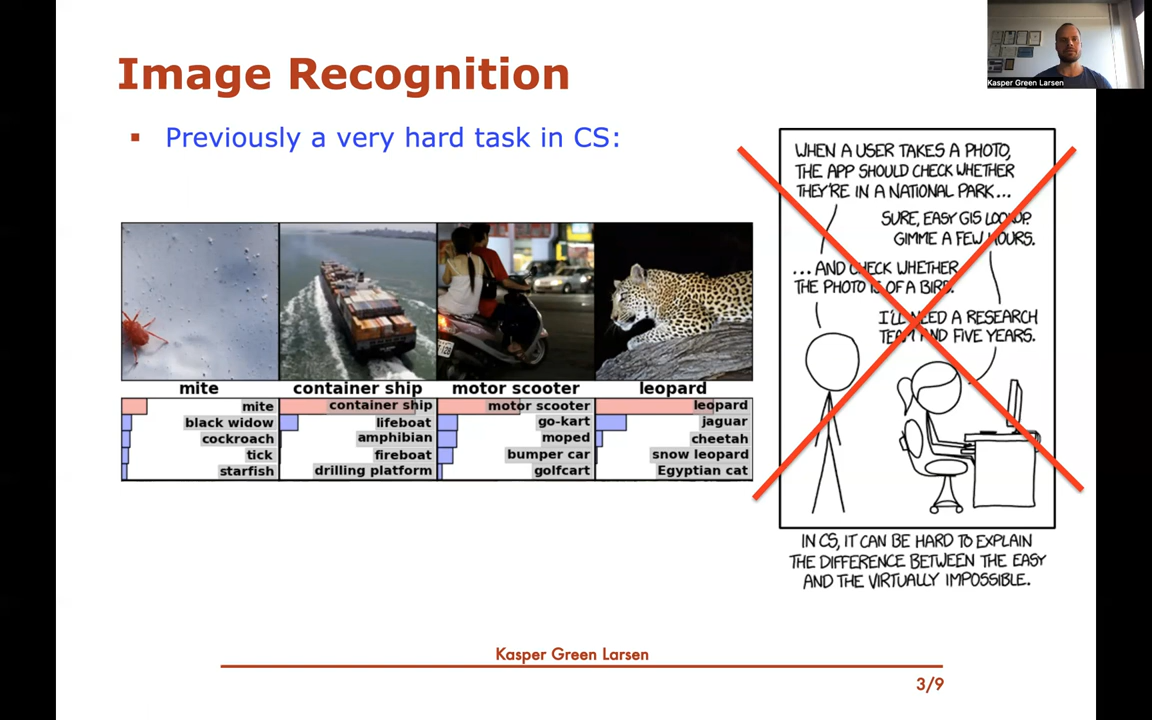 Image Recognition
Kasper Green Larsen
Previously a very hard task in CS:
WHEN A USER TAKES A PHOTO,
THE APP SHOULD CHECK WHETHER
THEY'RE IN A NATIONAL PARK...
SURE, EASY GIS LOOKUP.
GIMME A FEW HOURS.
...AND CHECK WHETHER
THE PHOTO IS OF A BIRD.
I'LL NEED A RESEARCH
TEAM AND FIVE YEARS.
mite
container ship
motor scooter
leopard
mite
black widow
cockroach
tick
starfish
container ship
lifeboat
amphibian
fireboat
drilling platform
motor scooter
go-kart
moped
bumper car
golfcart
leopard
jaguar
cheetah
snow leopard
Egyptian cat
IN CS, IT CAN BE HARD TO EXPLAIN
THE DIFFERENCE BETWEEN THE EASY
AND THE VIRTUALLY IMPOSSIBLE.
Kasper Green Larsen
3/9